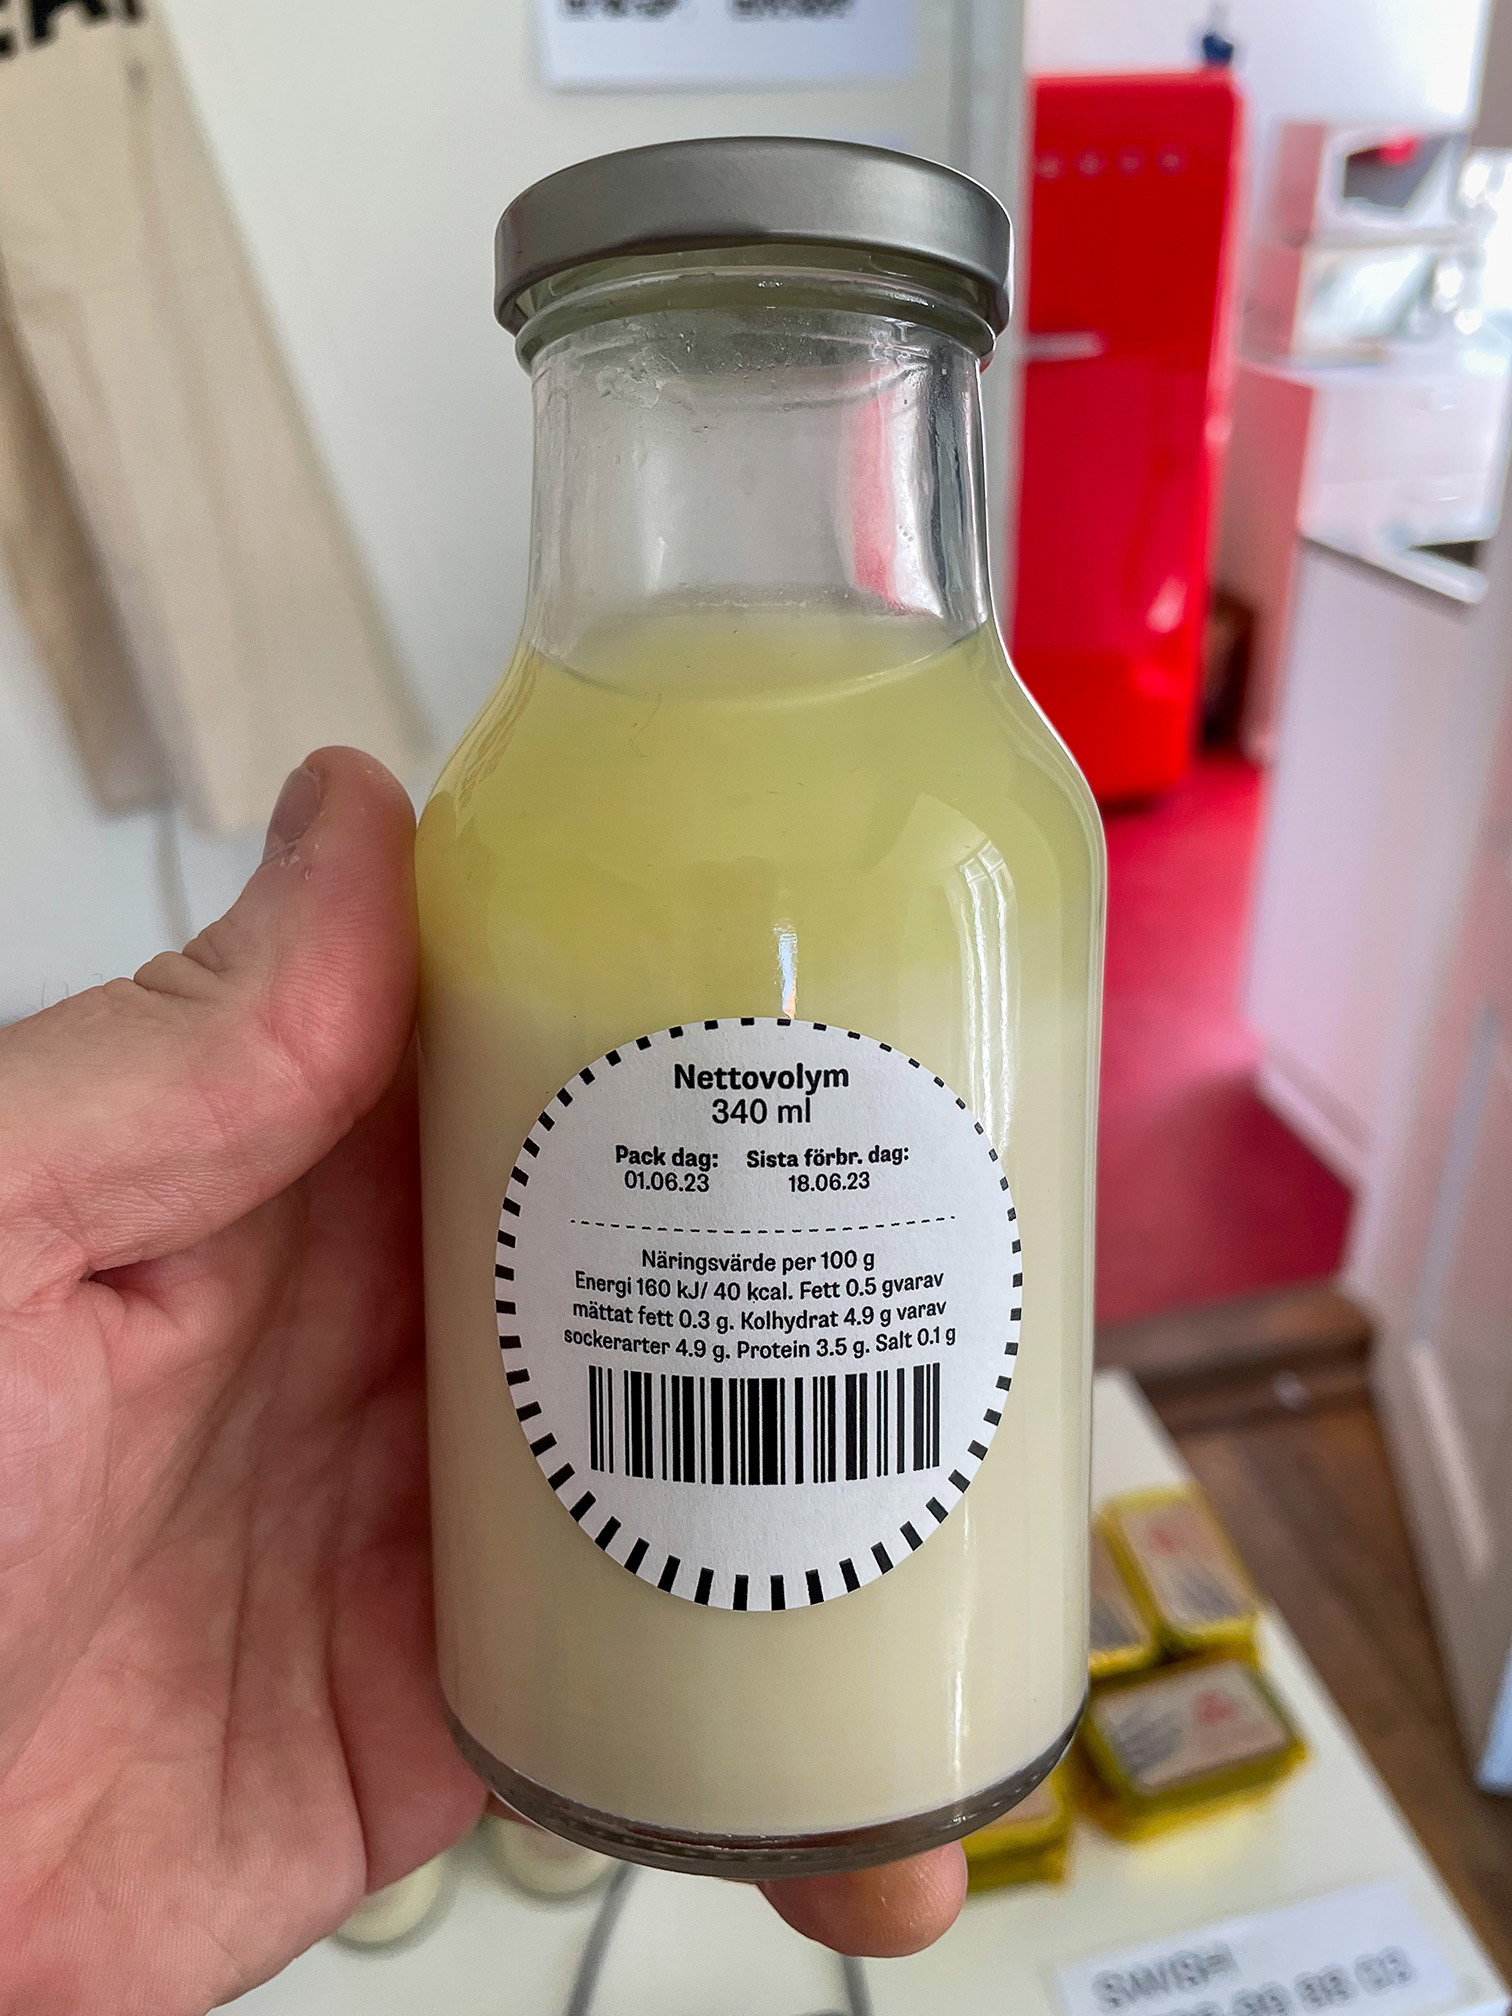 Nettovolym
340 ml
Pack dag: Sista förbr. dag:
01.06.23 18.06.23
Näringsvärde per 100 g
Energi 160 kJ/ 40 kcal. Fett 0.5 gvarav
mättat fett 0.3 g. Kolhydrat 4.9 g varav
sockerarter 4.9 g. Protein 3.5 g. Salt 0.1 g
SWISH